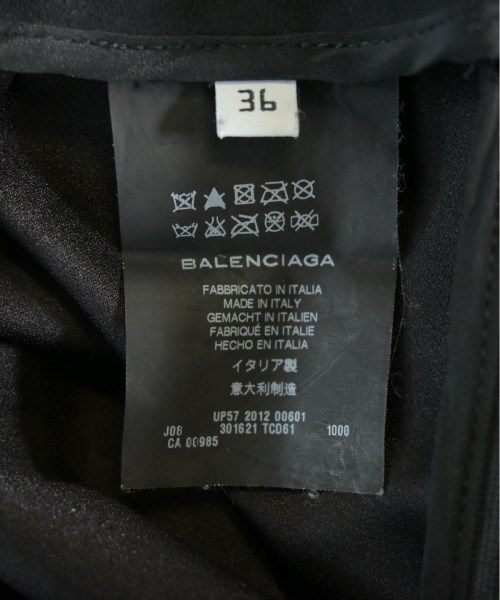 36
BALENCIAGA
FABBRICATO IN ITALIA
MADE IN ITALY
GEMACHT IN ITALIEN
FABRIQUÉ EN ITALIE
HECHO EN ITALIA
イタリア製
意大利制造
UP57 2012 00601
J08 301621 TCD61 1000
CA 00985